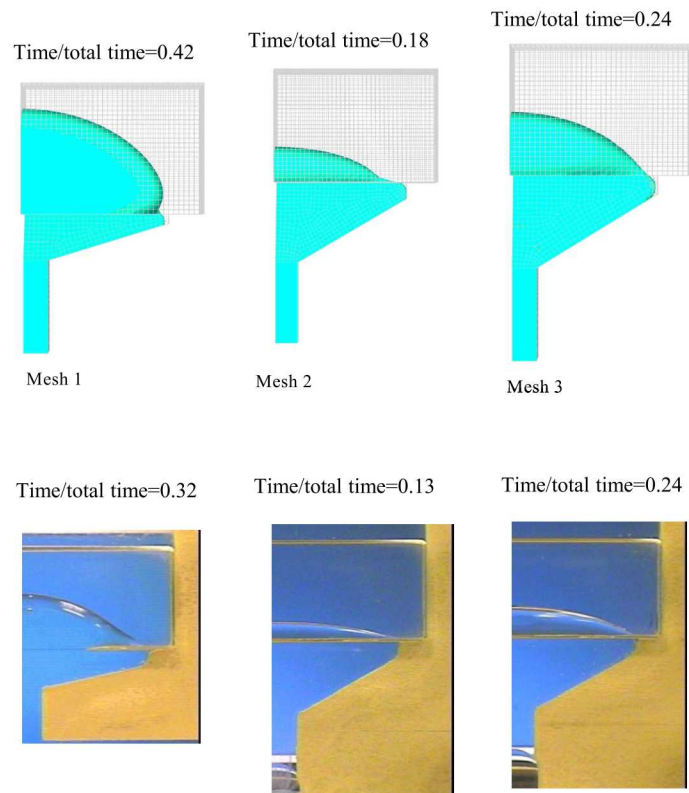 Time/total time=0.42
Time/total time=0.18
Time/total time=0.24
Mesh 1
Mesh 2
Mesh 3
Time/total time=0.32
Time/total time=0.13
Time/total time=0.24